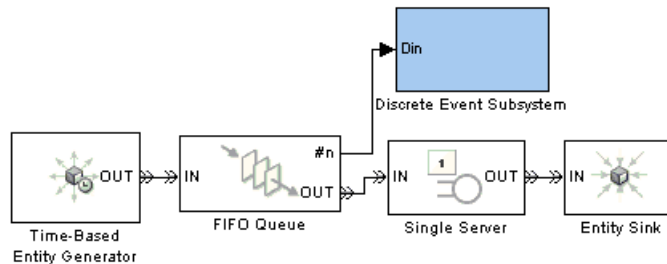 Din
Discrete Event Subsystem
OUT
Time-Based
Entity Generator
IN
#n
OUT
FIFO Queue
IN
1
OUT
Single Server
IN
Entity Sink